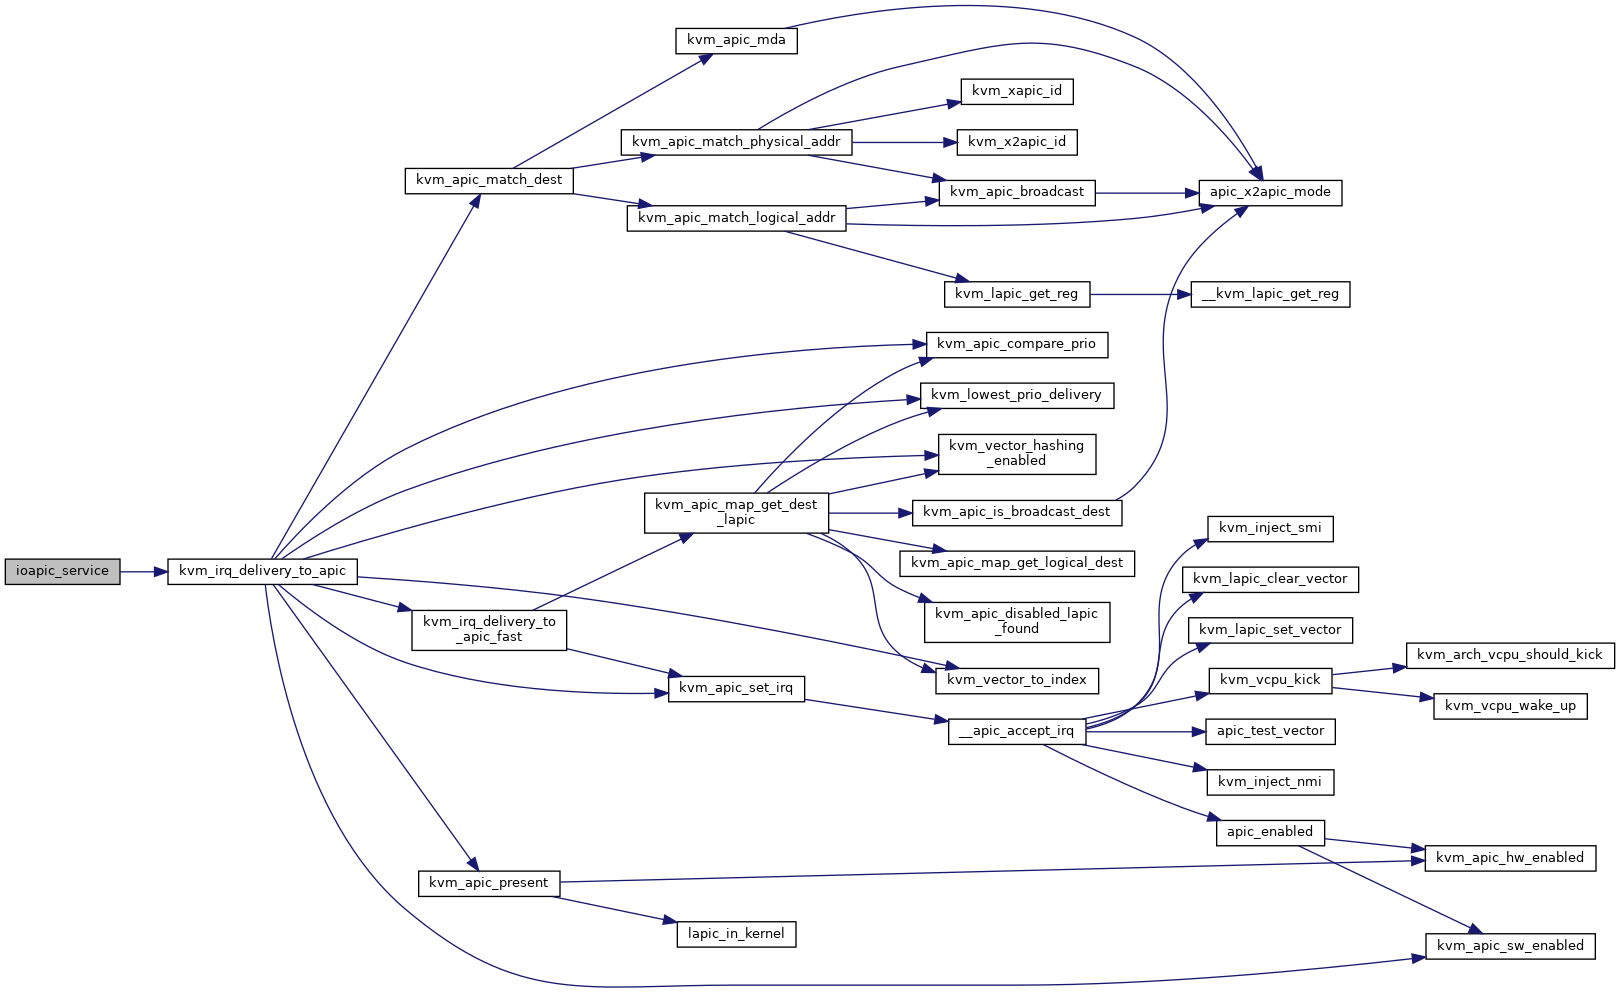 ioapic_service
kvm_irq_delivery_to_apic
kvm_apic_match_dest
kvm_irq_delivery_to
_apic_fast
kvm_apic_present
kvm_apic_mda
kvm_apic_match_physical_addr
kvm_apic_match_logical_addr
kvm_apic_map_get_dest
_lapic
kvm_apic_set_irq
lapic_in_kernel
kvm_xapic_id
kvm_x2apic_id
kvm_apic_broadcast
kvm_lapic_get_reg
kvm_apic_compare_prio
kvm_lowest_prio_delivery
kvm_vector_hashing
_enabled
kvm_apic_is_broadcast_dest
kvm_apic_map_get_logical_dest
kvm_apic_disabled_lapic
_found
kvm_vector_to_index
__apic_accept_irq
apic_x2apic_mode
__kvm_lapic_get_reg
kvm_inject_smi
kvm_lapic_clear_vector
kvm_lapic_set_vector
kvm_vcpu_kick
apic_test_vector
kvm_inject_nmi
apic_enabled
kvm_arch_vcpu_should_kick
kvm_vcpu_wake_up
kvm_apic_hw_enabled
kvm_apic_sw_enabled